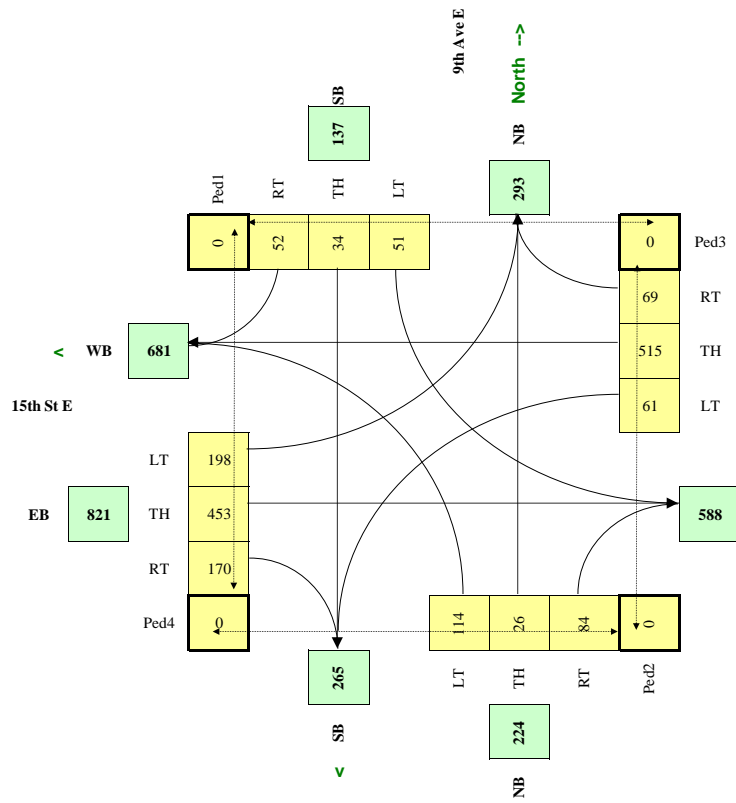 9th Ave E
North -->
SB
137
NB
293
Ped1
RT
TH
LT
0
52
34
51
0
Ped3
69
RT
515
TH
61
LT
<
WB
681
15th St E
LT
198
EB
821
TH
453
588
RT
170
Ped4
0
114
26
84
0
265
LT
TH
RT
Ped2
SB
224
<
NB